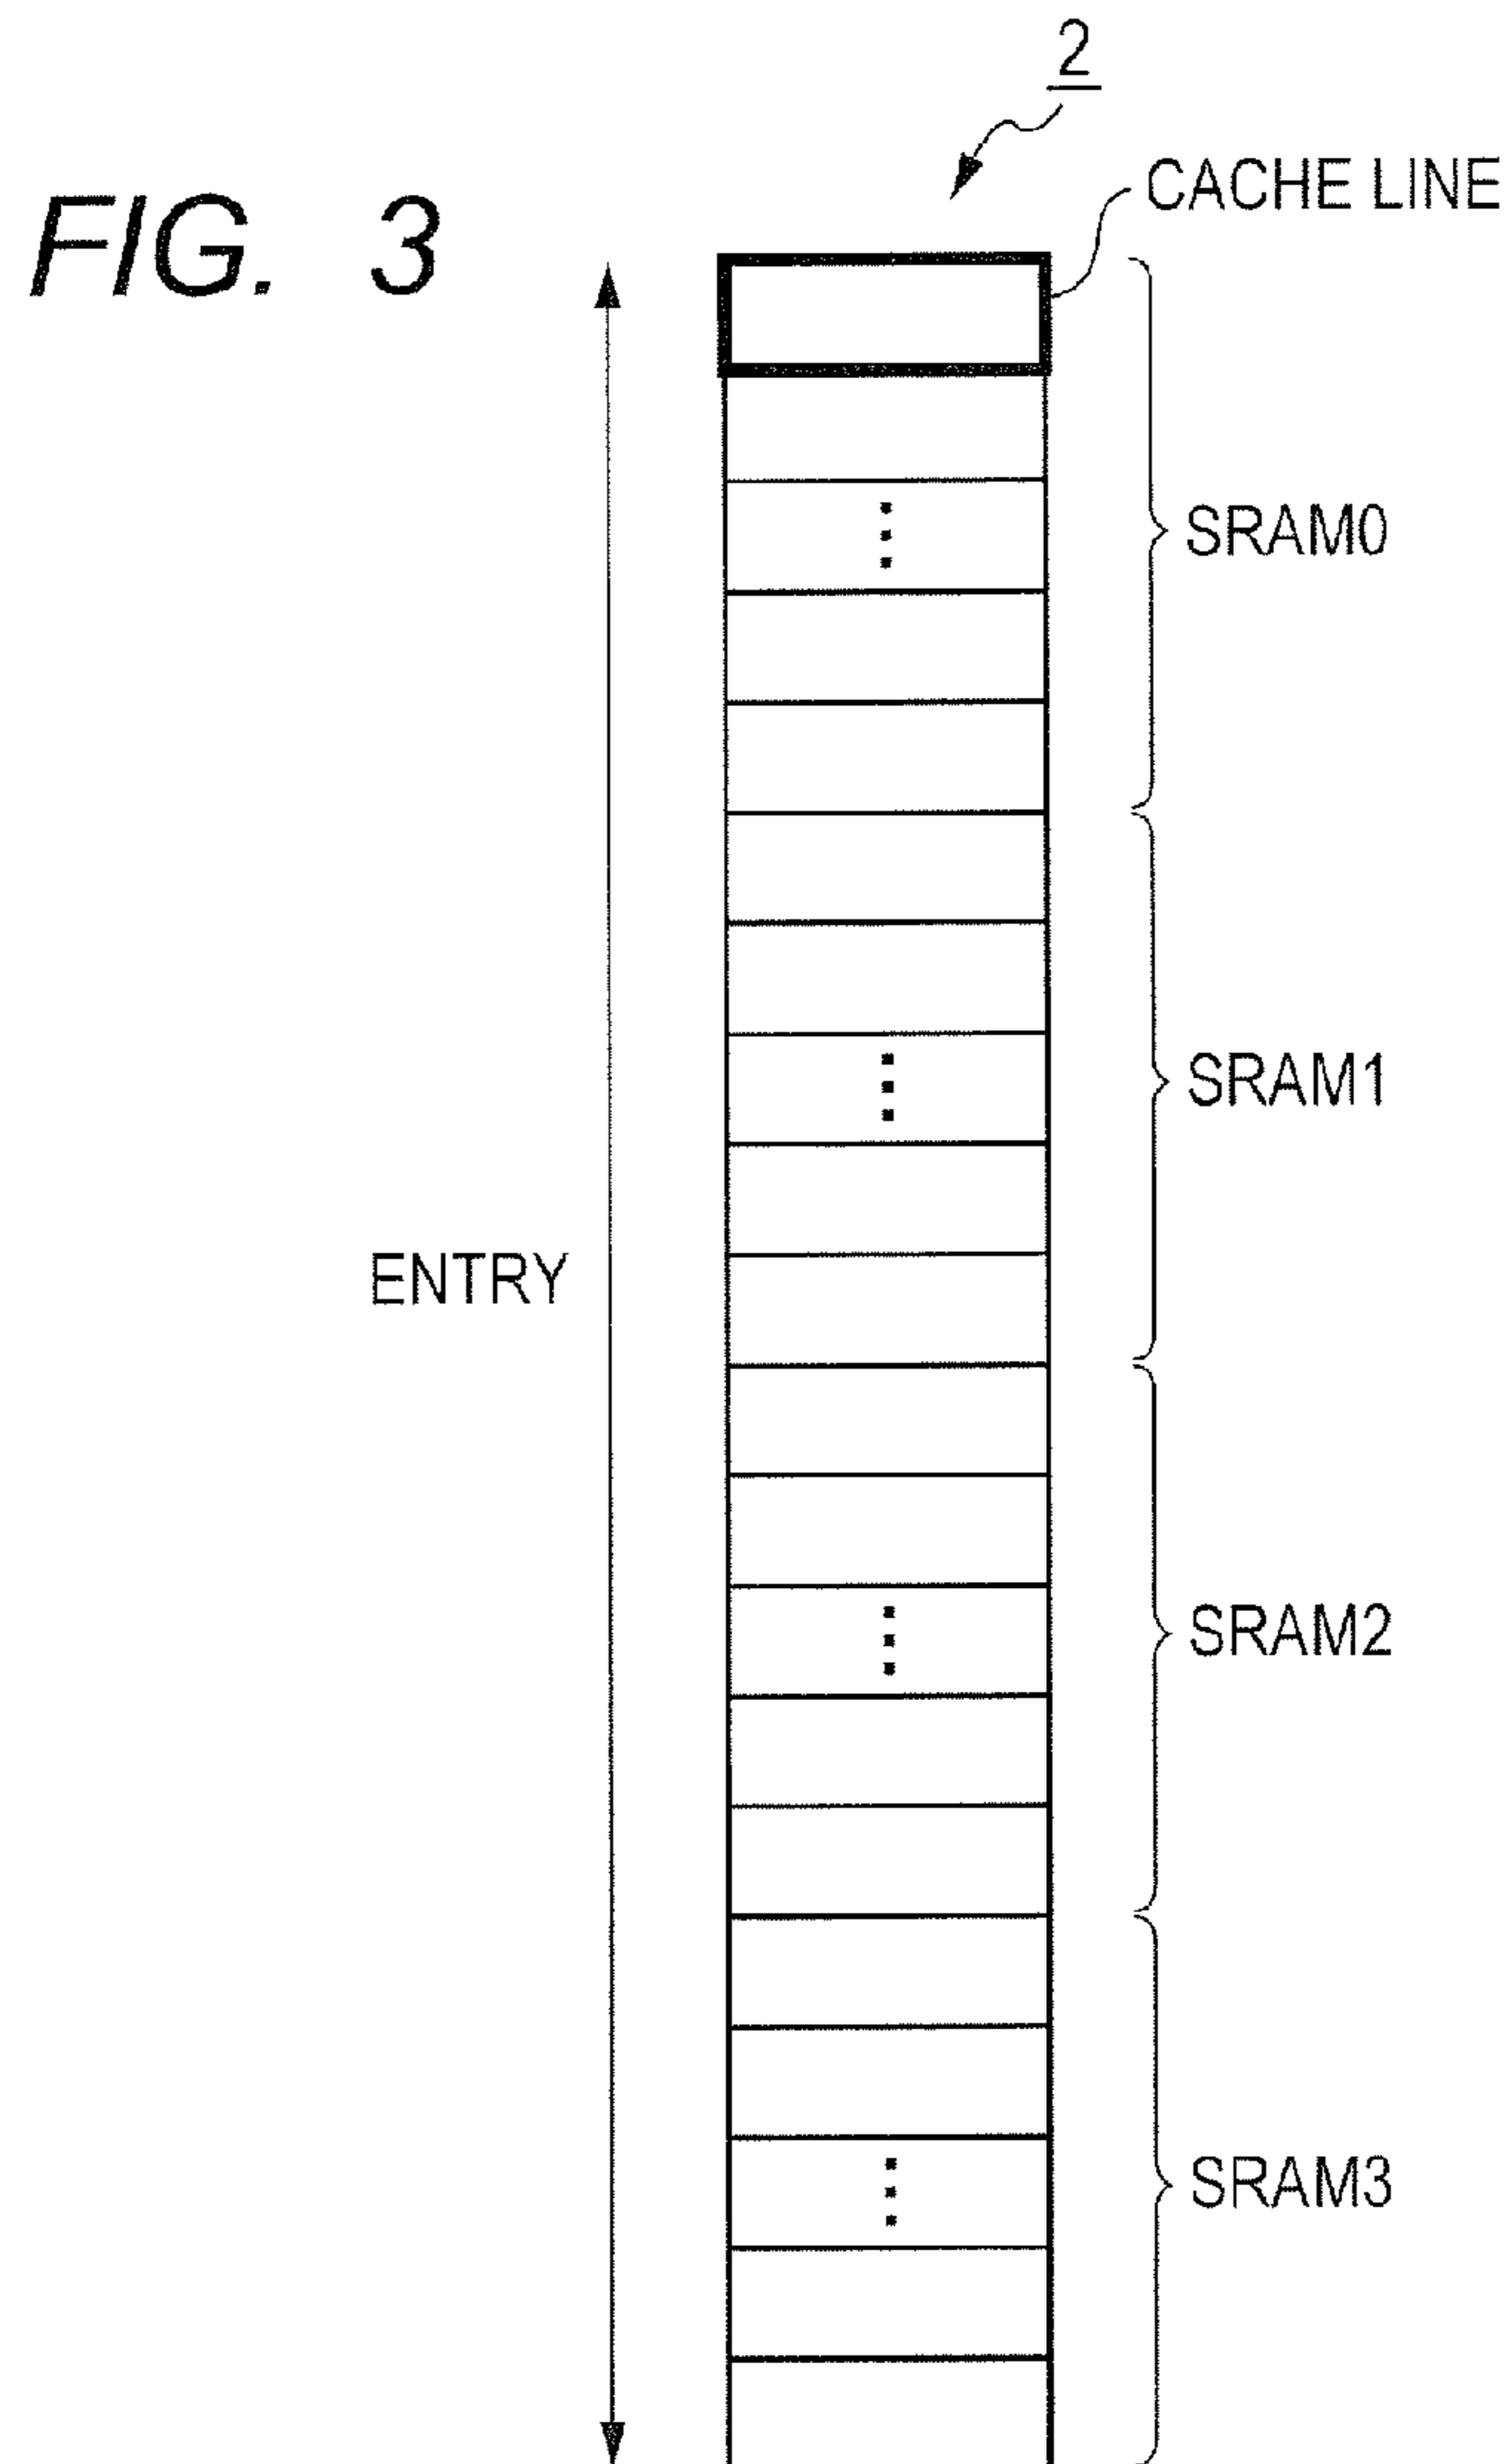 2
CACHE LINE
FIG. 3
SRAM0
SRAM1
ENTRY
SRAM2
SRAM3